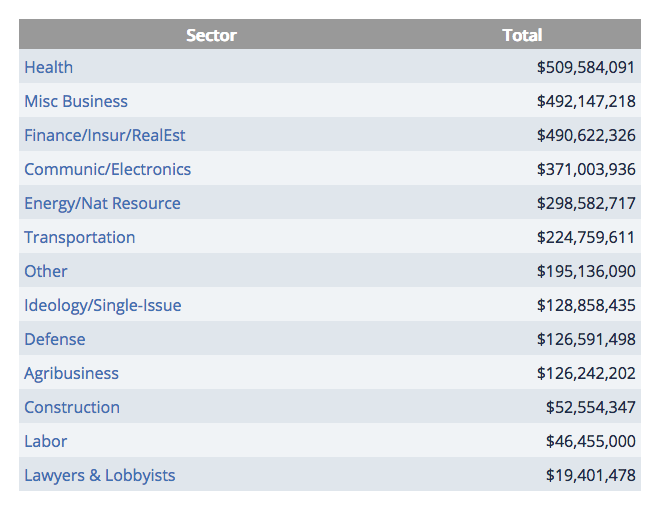 Sector Total
Health $509,584,091
Misc Business $492,147,218
Finance/Insur/RealEst $490,622,326
Communic/Electronics $371,003,936
Energy/Nat Resource $298,582,717
Transportation $224,759,611
Other $195,136,090
Ideology/Single-Issue $128,858,435
Defense $126,591,498
Agribusiness $126,242,202
Construction $52,554,347
Labor $46,455,000
Lawyers & Lobbyists $19,401,478